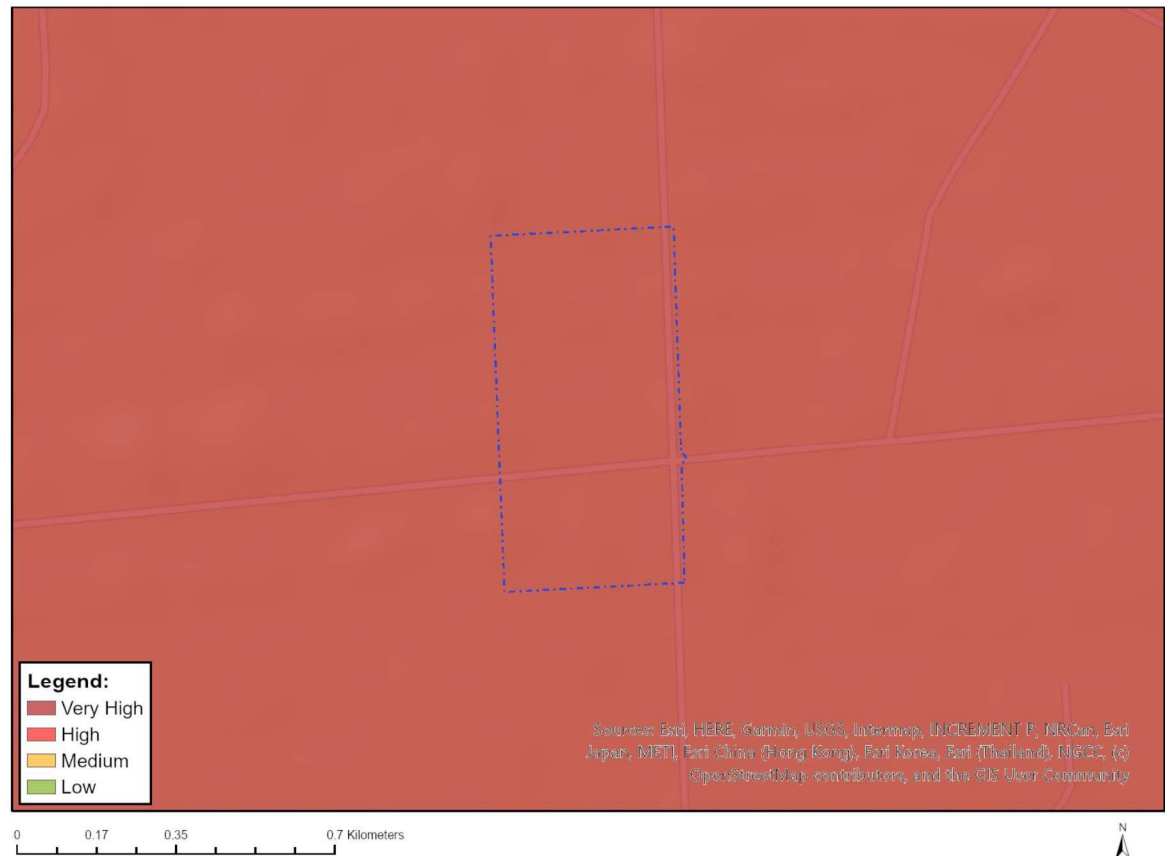 Legend:
Very High
High
Medium
Low
Sources: Esri, HERE, Garmin, USGS, Intermap, INCREMENT P, NRCan, Esri
Japan, METI, Esri China (Hong Kong), Esri Korea, Esri (Thailand), NGCC, (c)
OpenStreetMap contributors, and the GIS User Community
0 0.17 0.35 0.7 Kilometers
N